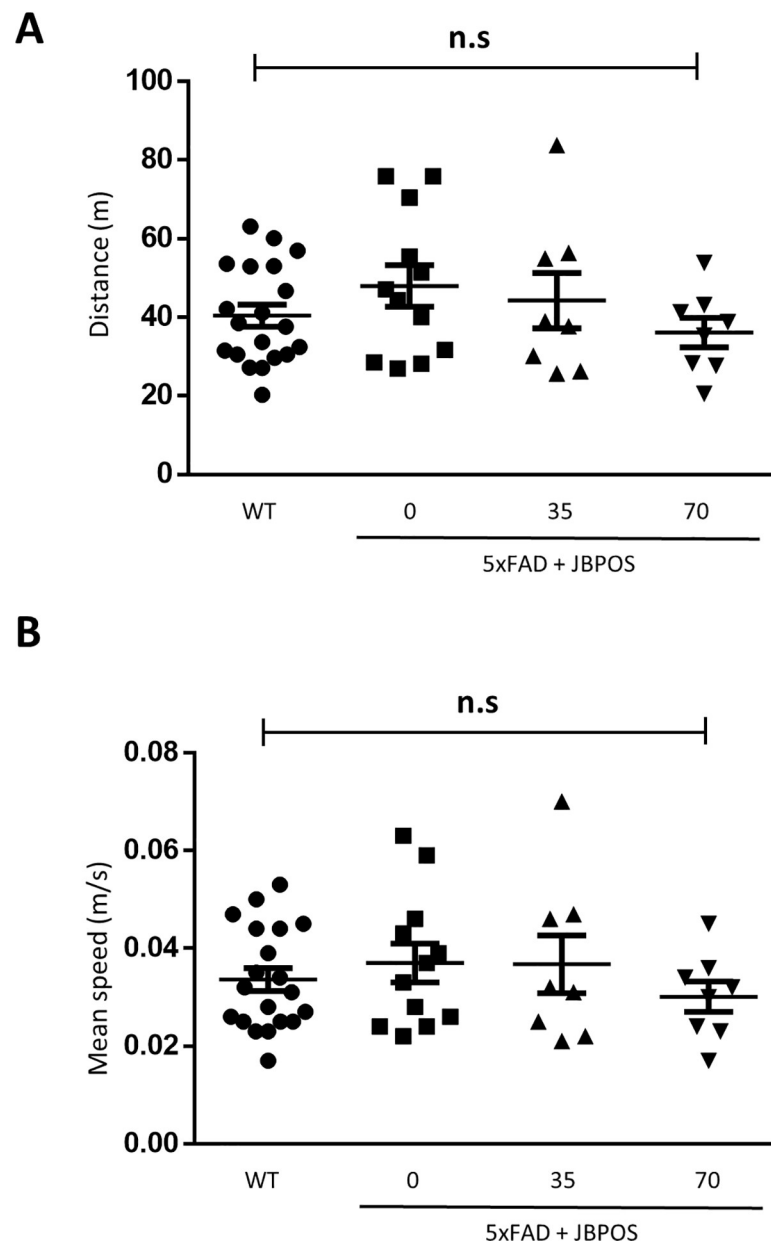 A
n.s
100
80
60
40
20
0
Distance (m)
WT 0 35 70
5xFAD + JBPOS
B
n.s
0.08
0.06
0.04
0.02
0.00
Mean speed (m/s)
WT 0 35 70
5xFAD + JBPOS